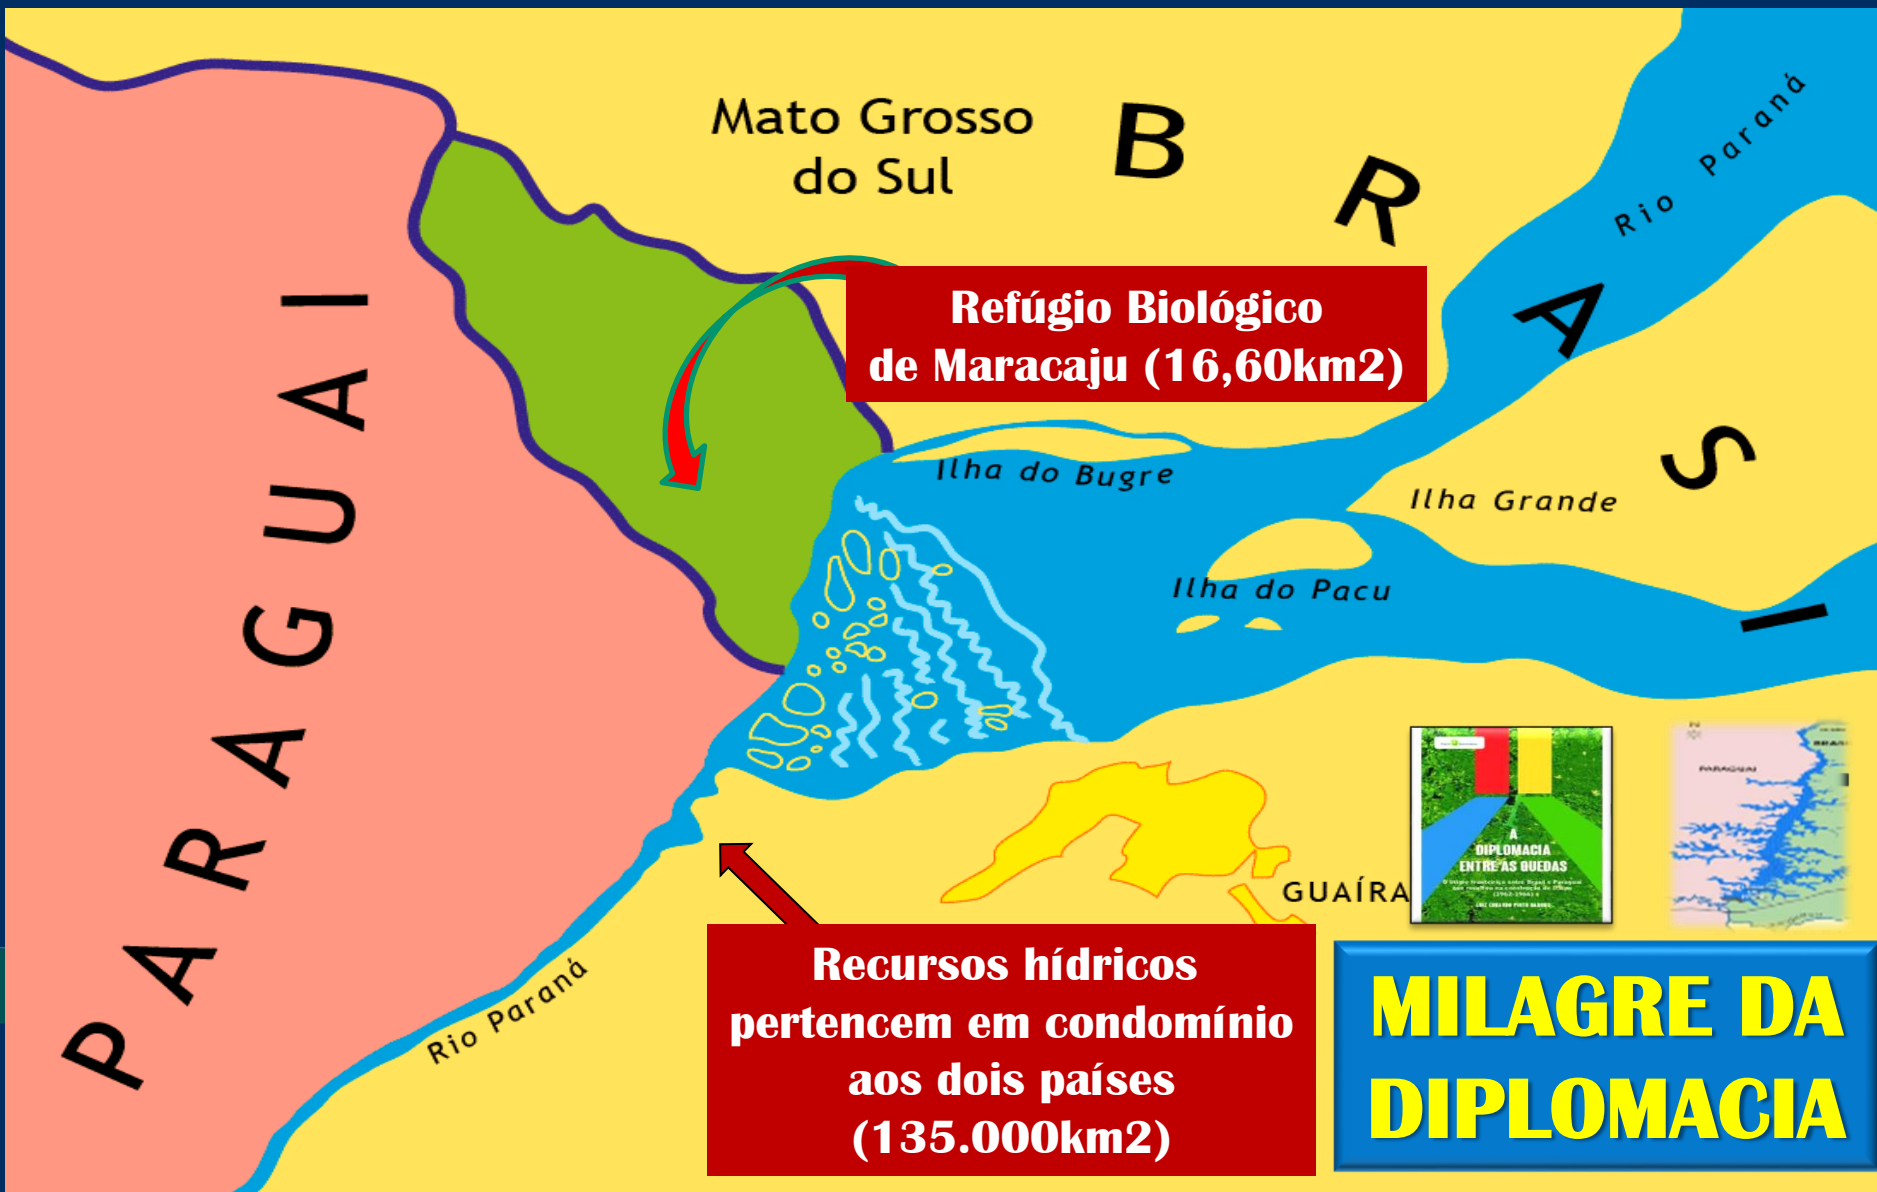 Mato Grosso
do Sul
BRASIL
Rio Paraná
PARAGUAI
Refúgio Biológico
de Maracaju (16,60km2)
Ilha do Bugre
Ilha Grande
Ilha do Pacu
GUAÍRA
A
DIPLOMACIA
ENTRE AS QUEDAS
PARAGUAI
Rio Paraná
Recursos hídricos
pertencem em condomínio
aos dois países
(135.000km2)
MILAGRE DA
DIPLOMACIA